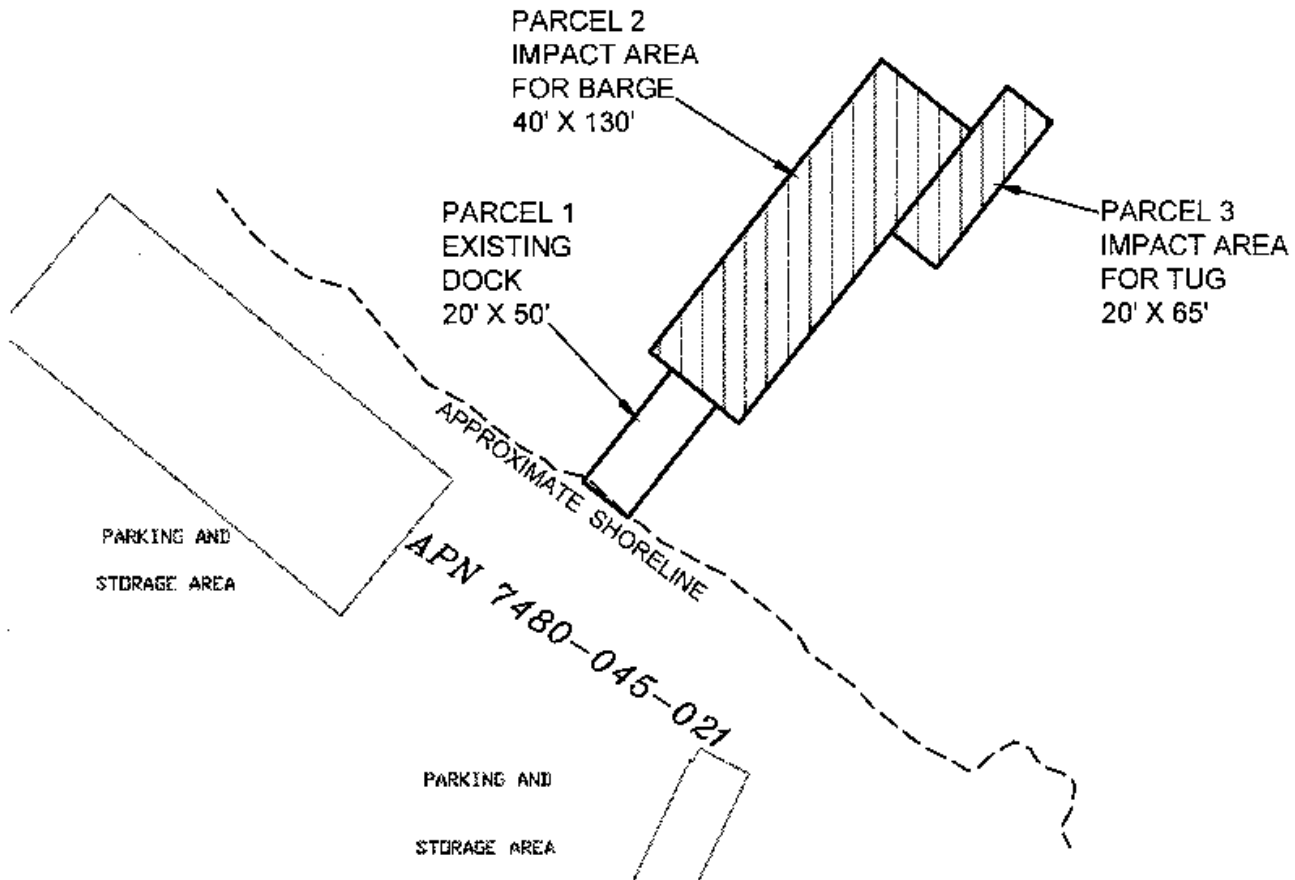 PARCEL 2
IMPACT AREA
FOR BARGE
40' X 130'
PARCEL 1
EXISTING
DOCK
20' X 50'
PARCEL 3
IMPACT AREA
FOR TUG
20' X 65'
APPROXIMATE SHORELINE
PARKING AND
STORAGE AREA
APN 7480-045-021
PARKING AND
STORAGE AREA